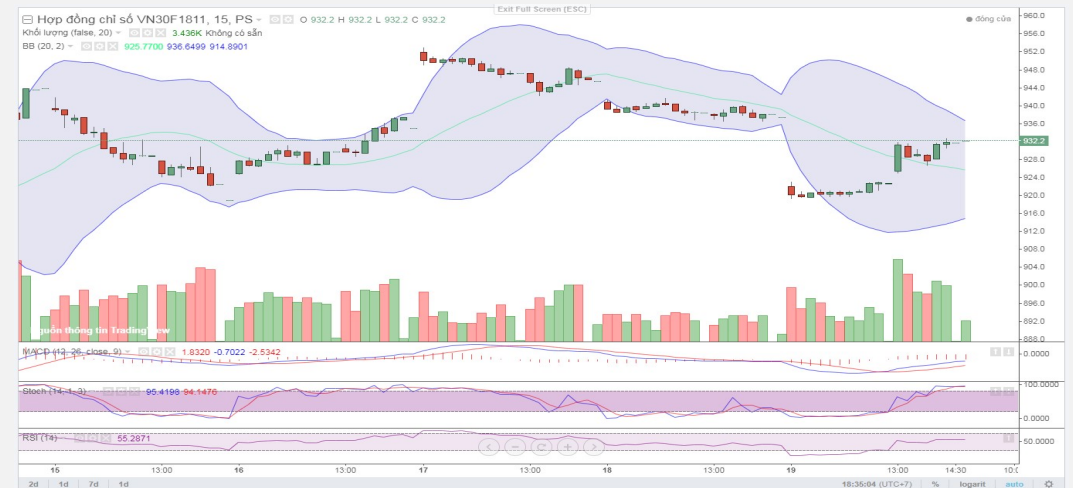 Exit Full Screen (ESC)
Hợp đồng chỉ số VN30F1811, 15, PS O 932.2 H 932.2 L 932.2 C 932.2
đóng cửa
Khối lượng (false, 20) 3.436K Không có sẵn
BB (20, 2) 925.7700 936.6499 914.8901
960.0
956.0
952.0
948.0
944.0
940.0
936.0
932.2
928.0
924.0
920.0
916.0
912.0
908.0
904.0
900.0
896.0
892.0
888.0
Nguồn thông tin TradingView
MACD (12, 26, close, 9) 1.8320 -0.7022 -2.5342
0.0000
Stoch (14, 1, 3) 95.4198 94.1476
100.0000
0.0000
RSI (14) 55.2871
50.0000
15 13:00 16 13:00 17 13:00 18 13:00 19 13:00 14:30 10:0
2d 1d 7d 1d 18:35:04 (UTC+7) % logarit auto